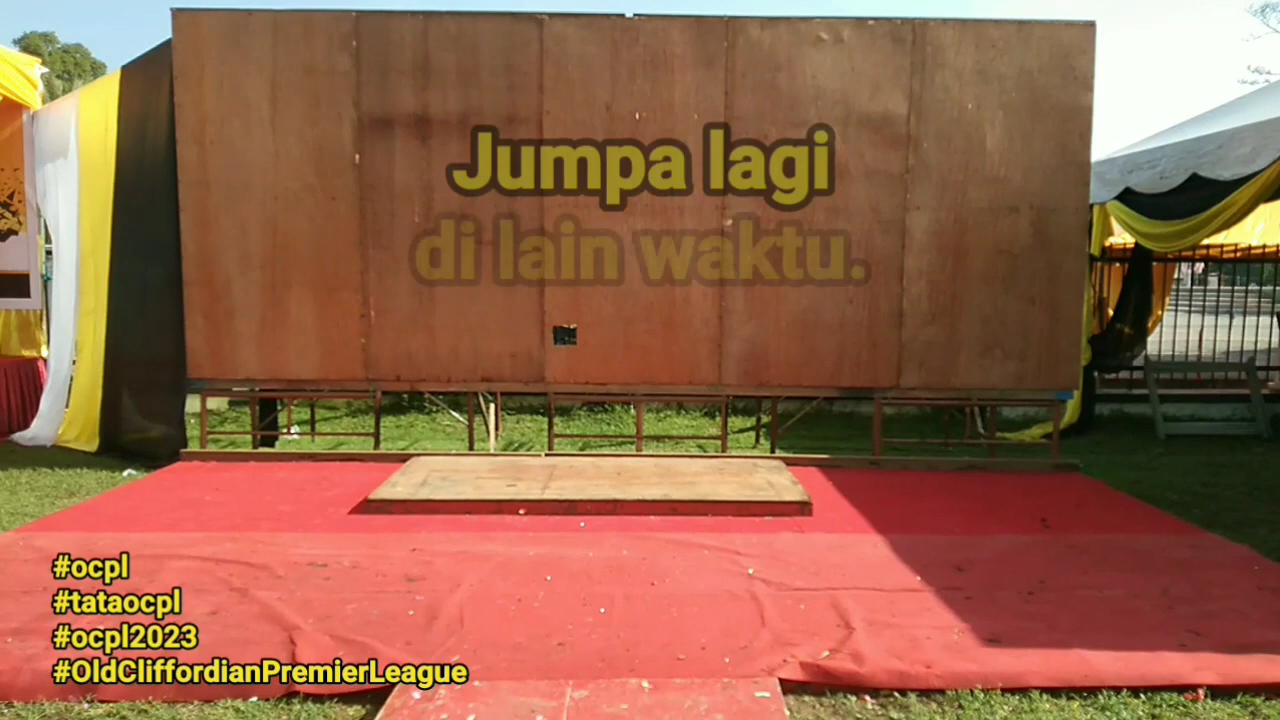 Jumpa lagi
di lain waktu.
#ocpl
#tataocpl
#ocpl2023
#OldCliffordianPremierLeague